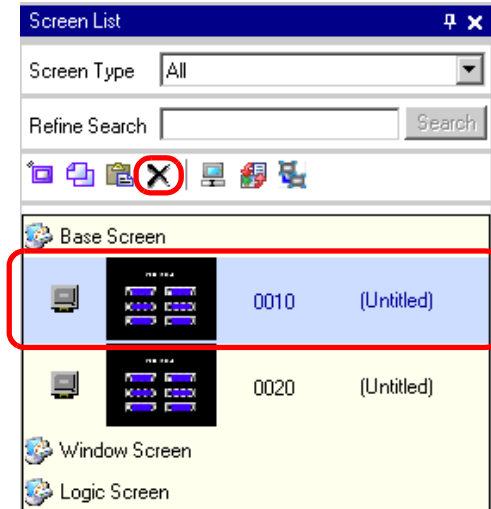 Screen List
Screen Type All
Refine Search Search
Base Screen
0010 (Untitled)
0020 (Untitled)
Window Screen
Logic Screen